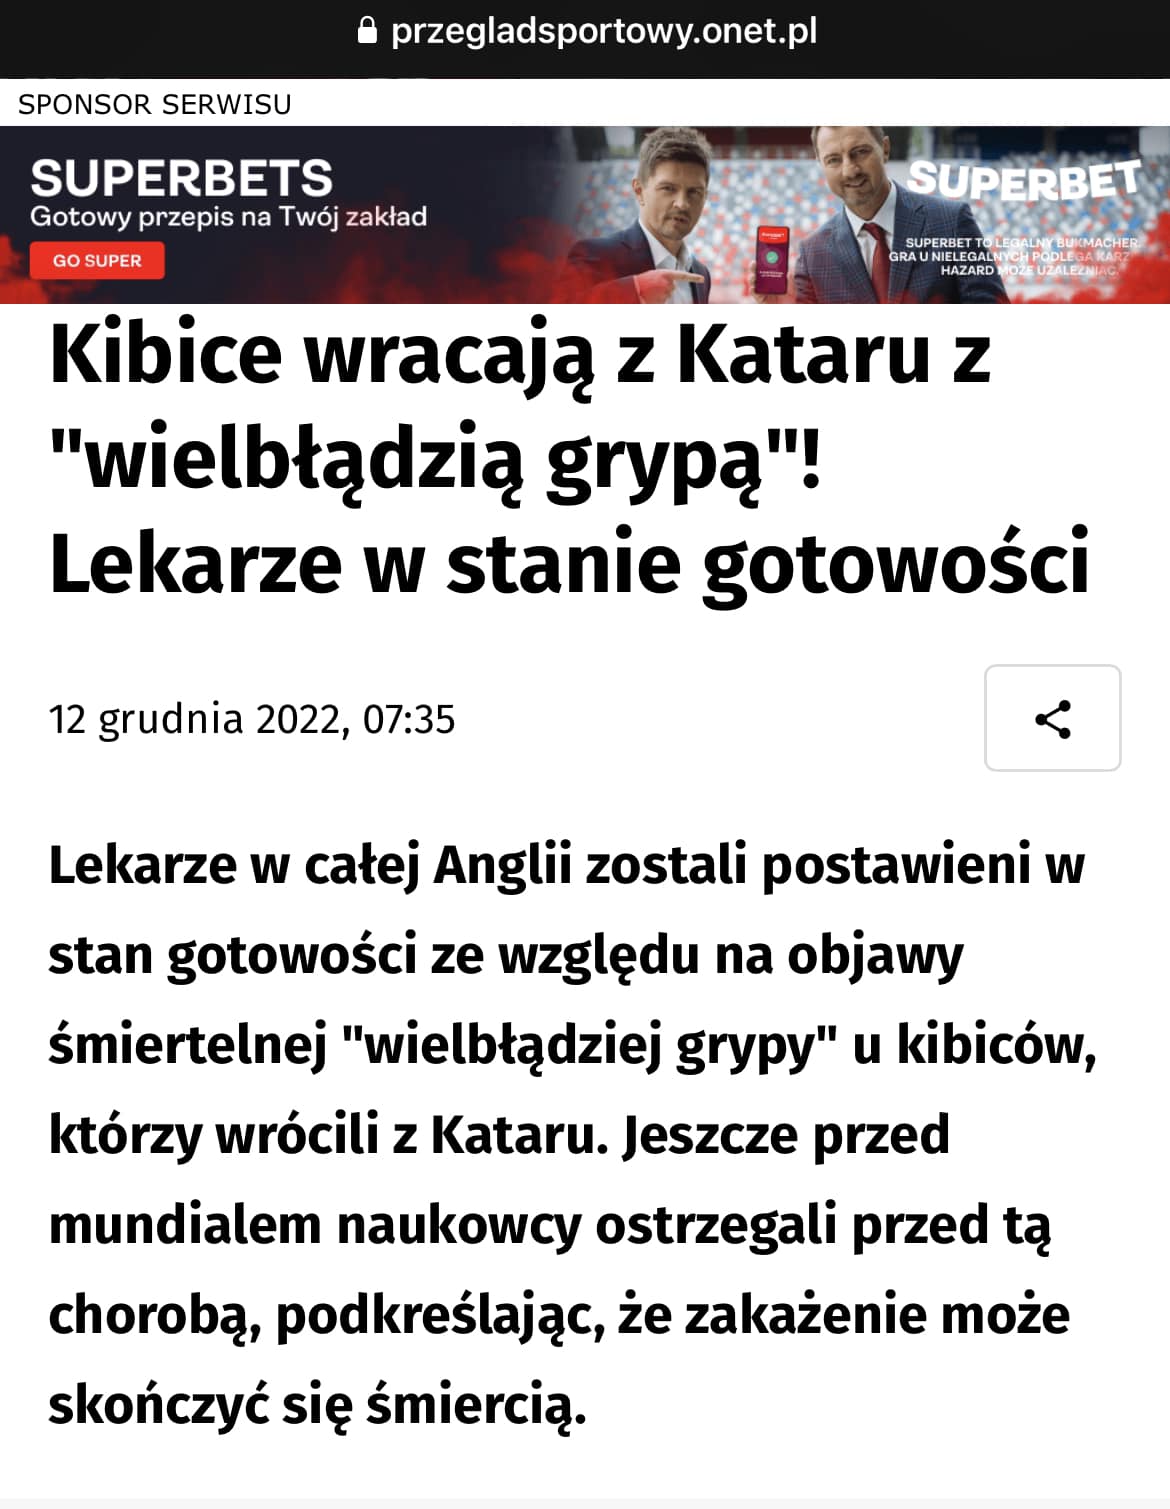 przegladsportowy.onet.pl
SPONSOR SERWISU
SUPERBETS
Gotowy przepis na Twój zakład
GO SUPER
SUPERBET
SUPERBET TO LEGALNY BUKMACHER.
GRA U NIELEGALNYCH PODLEGA KARZ
HAZARD MOŻE UZALEŻNIAĆ.
Kibice wracają z Kataru z
"wielbłądzią grypą"!
Lekarze w stanie gotowości
12 grudnia 2022, 07:35
Lekarze w całej Anglii zostali postawieni w
stan gotowości ze względu na objawy
śmiertelnej "wielbłądziej grypy" u kibiców,
którzy wrócili z Kataru. Jeszcze przed
mundialem naukowcy ostrzegali przed tą
chorobą, podkreślając, że zakażenie może
skończyć się śmiercią.